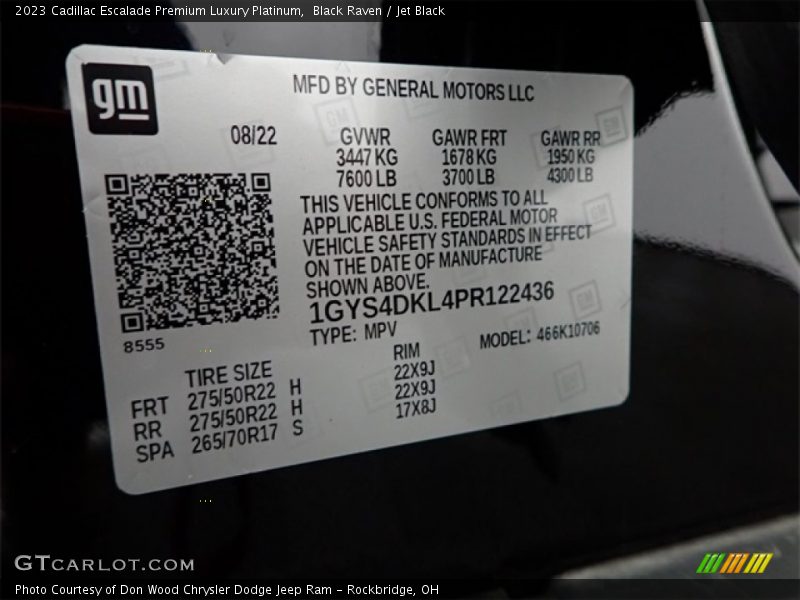 2023 Cadillac Escalade Premium Luxury Platinum, Black Raven / Jet Black
gm
MFD BY GENERAL MOTORS LLC
08/22
GVWR GAWR FRT GAWR RR
3447 KG 1678 KG 1950 KG
7600 LB 3700 LB 4300 LB
THIS VEHICLE CONFORMS TO ALL
APPLICABLE U.S. FEDERAL MOTOR
VEHICLE SAFETY STANDARDS IN EFFECT
ON THE DATE OF MANUFACTURE
SHOWN ABOVE.
1GYS4DKL4PR122436
TYPE: MPV MODEL: 466K10706
8555
TIRE SIZE RIM
FRT 275/50R22 H 22X9J
RR 275/50R22 H 22X9J
SPA 265/70R17 S 17X8J
GTCARLOT.COM
Photo Courtesy of Don Wood Chrysler Dodge Jeep Ram - Rockbridge, OH